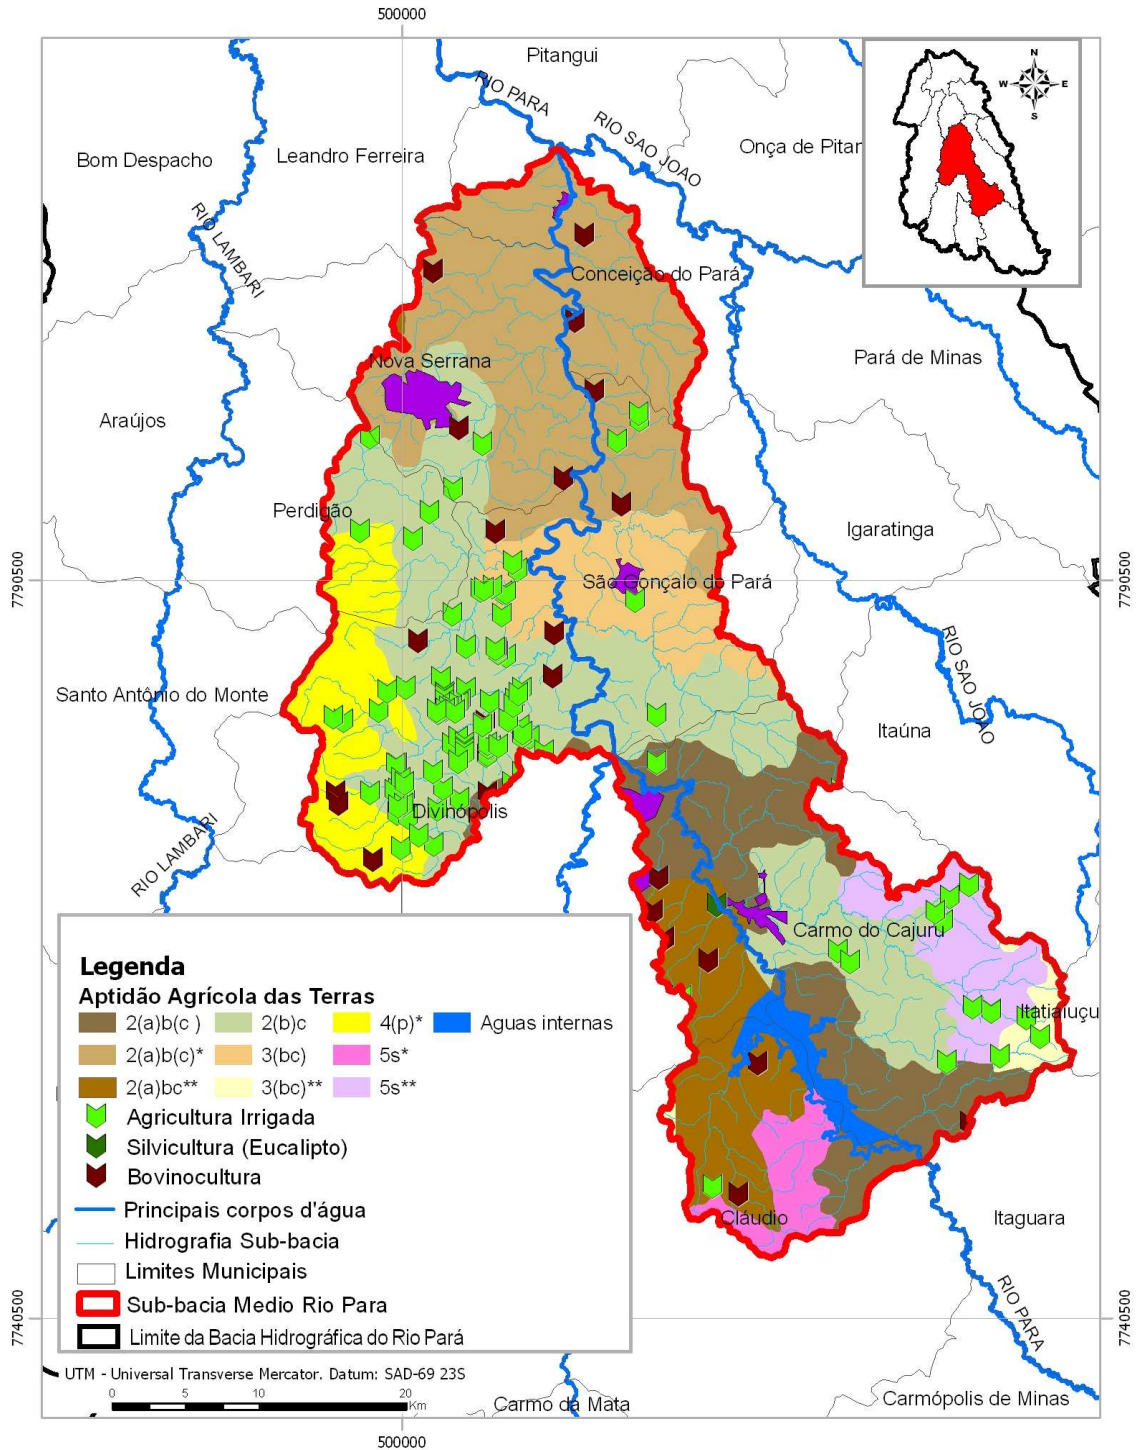 500000
Pitangui
RIO PARA
RIO SAO JOAO
Onça de Pitan
Bom Despacho
Leandro Ferreira
N
W
E
S
RIO LAMBARI
Conceição do Pará
Nova Serrana
Pará de Minas
Araújos
Perdigão
Igaratinga
7790500
São Gonçalo do Pará
7790500
RIO SAO JOAO
Santo Antônio do Monte
Itaúna
Divinópolis
RIO LAMBARI
Carmo do Cajuru
Itatiaiuçu
Cláudio
Itaguara
RIO PARA
7740500
7740500
Legenda
Aptidão Agrícola das Terras
2(a)b(c )
2(b)c
4(p)*
Aguas internas
2(a)b(c)*
3(bc)
5s*
2(a)bc**
3(bc)**
5s**
Agricultura Irrigada
Silvicultura (Eucalipto)
Bovinocultura
Principais corpos d'água
Hidrografia Sub-bacia
Limites Municipais
Sub-bacia Medio Rio Para
Limite da Bacia Hidrográfica do Rio Pará
UTM - Universal Transverse Mercator. Datum: SAD-69 23S
0 5 10 20
Km
Carmo da Mata
Carmópolis de Minas
500000